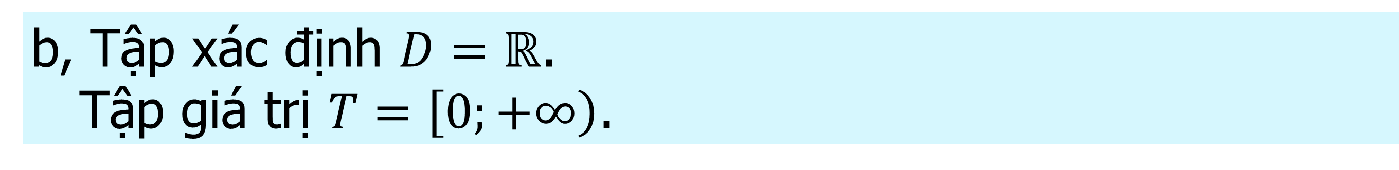 b, Tập xác định D = ℝ.
Tập giá trị T = [0; +∞).